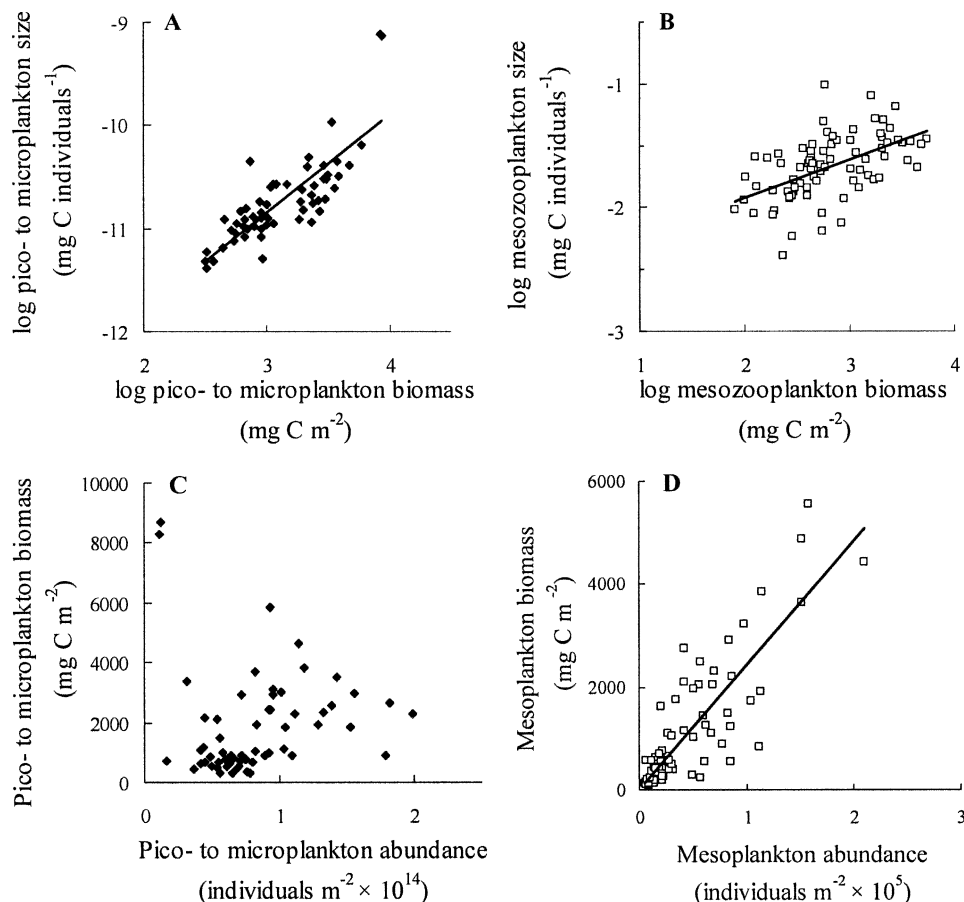 A
log pico- to microplankton size
(mg C individuals⁻¹)
-9
-10
-11
-12
2
3
4
log pico- to microplankton biomass
(mg C m⁻²)
B
log mesozooplankton size
(mg C individuals⁻¹)
-1
-2
-3
1
2
3
4
log mesozooplankton biomass
(mg C m⁻²)
C
Pico- to microplankton biomass
(mg C m⁻²)
10000
8000
6000
4000
2000
0
0
1
2
Pico- to microplankton abundance
(individuals m⁻² × 10¹⁴)
D
Mesoplankton biomass
(mg C m⁻²)
6000
4000
2000
0
0
1
2
3
Mesoplankton abundance
(individuals m⁻² × 10⁵)